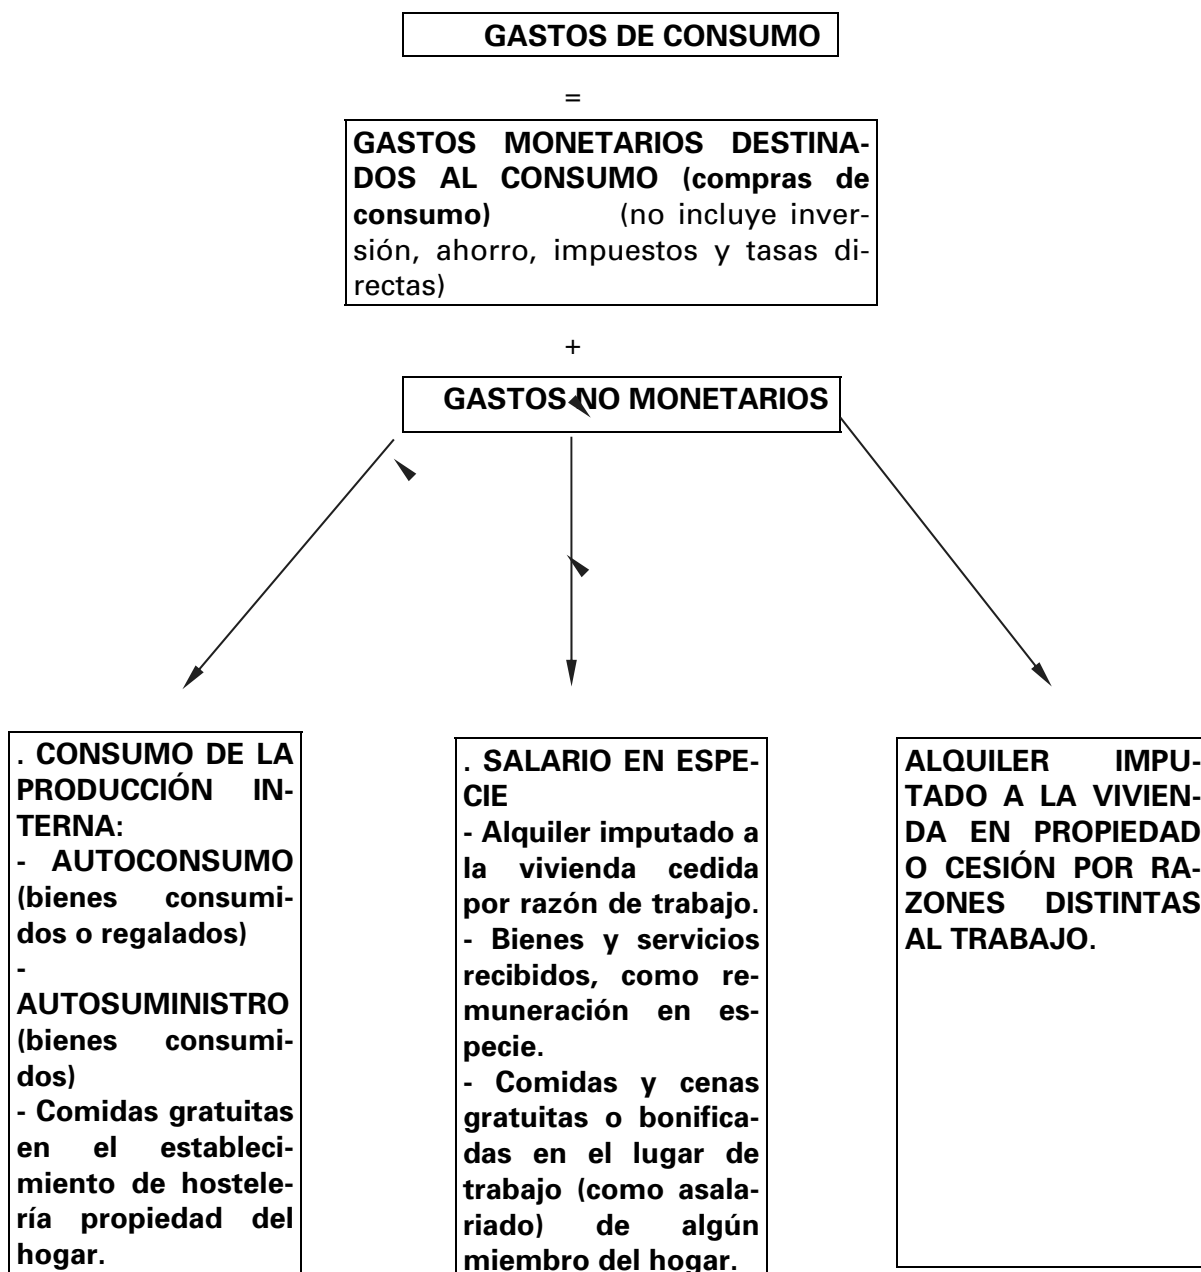 GASTOS DE CONSUMO
=
GASTOS MONETARIOS DESTINA-
DOS AL CONSUMO (compras de
consumo) (no incluye inver-
sión, ahorro, impuestos y tasas di-
rectas)
+
GASTOS NO MONETARIOS
. CONSUMO DE LA
PRODUCCIÓN IN-
TERNA:
- AUTOCONSUMO
(bienes consumi-
dos o regalados)
-
AUTOSUMINISTRO
(bienes consumi-
dos)
- Comidas gratuitas
en el estableci-
miento de hostele-
ría propiedad del
hogar.
. SALARIO EN ESPE-
CIE
- Alquiler imputado a
la vivienda cedida
por razón de trabajo.
- Bienes y servicios
recibidos, como re-
muneración en es-
pecie.
- Comidas y cenas
gratuitas o bonifica-
das en el lugar de
trabajo (como asala-
riado) de algún
miembro del hogar.
ALQUILER IMPU-
TADO A LA VIVIEN-
DA EN PROPIEDAD
O CESIÓN POR RA-
ZONES DISTINTAS
AL TRABAJO.